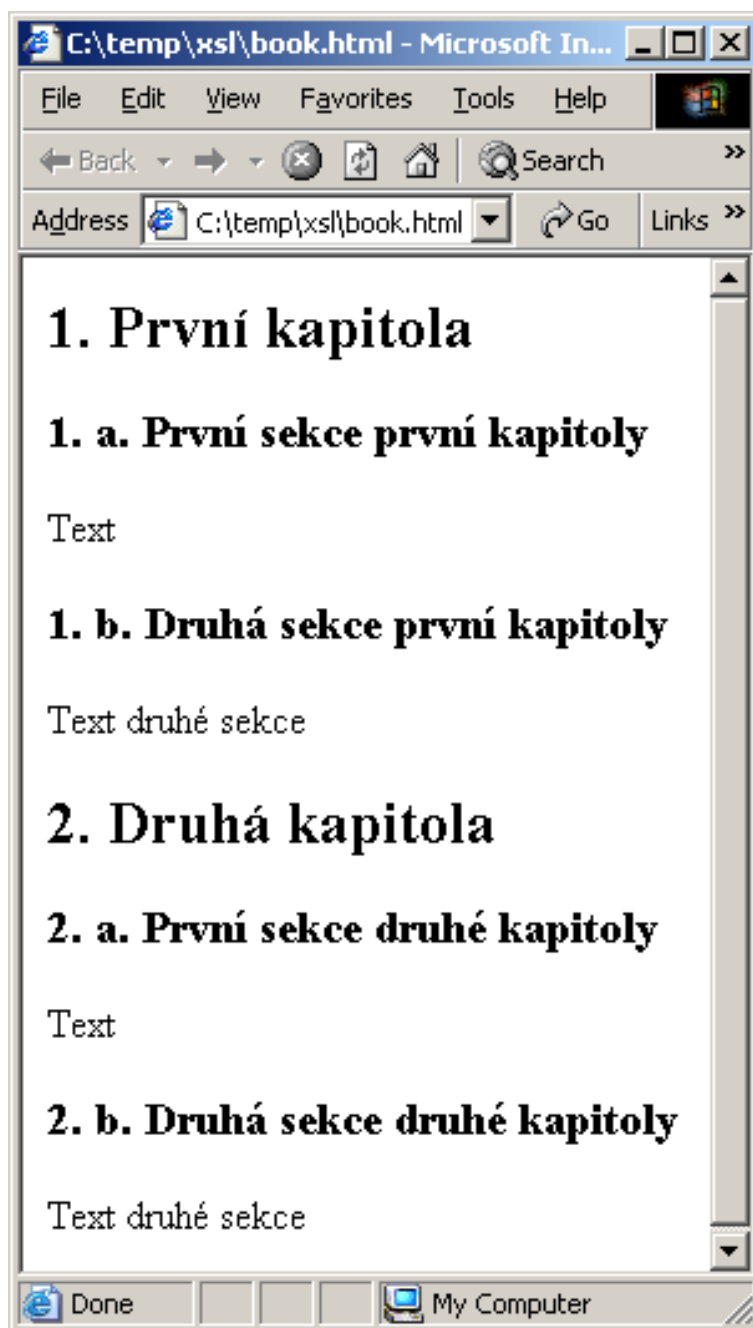 C:\temp\xsl\book.html - Microsoft In...
File Edit View Favorites Tools Help
Back Search »
Address C:\temp\xsl\book.html Go Links »
1. První kapitola
1. a. První sekce první kapitoly
Text
1. b. Druhá sekce první kapitoly
Text druhé sekce
2. Druhá kapitola
2. a. První sekce druhé kapitoly
Text
2. b. Druhá sekce druhé kapitoly
Text druhé sekce
Done My Computer